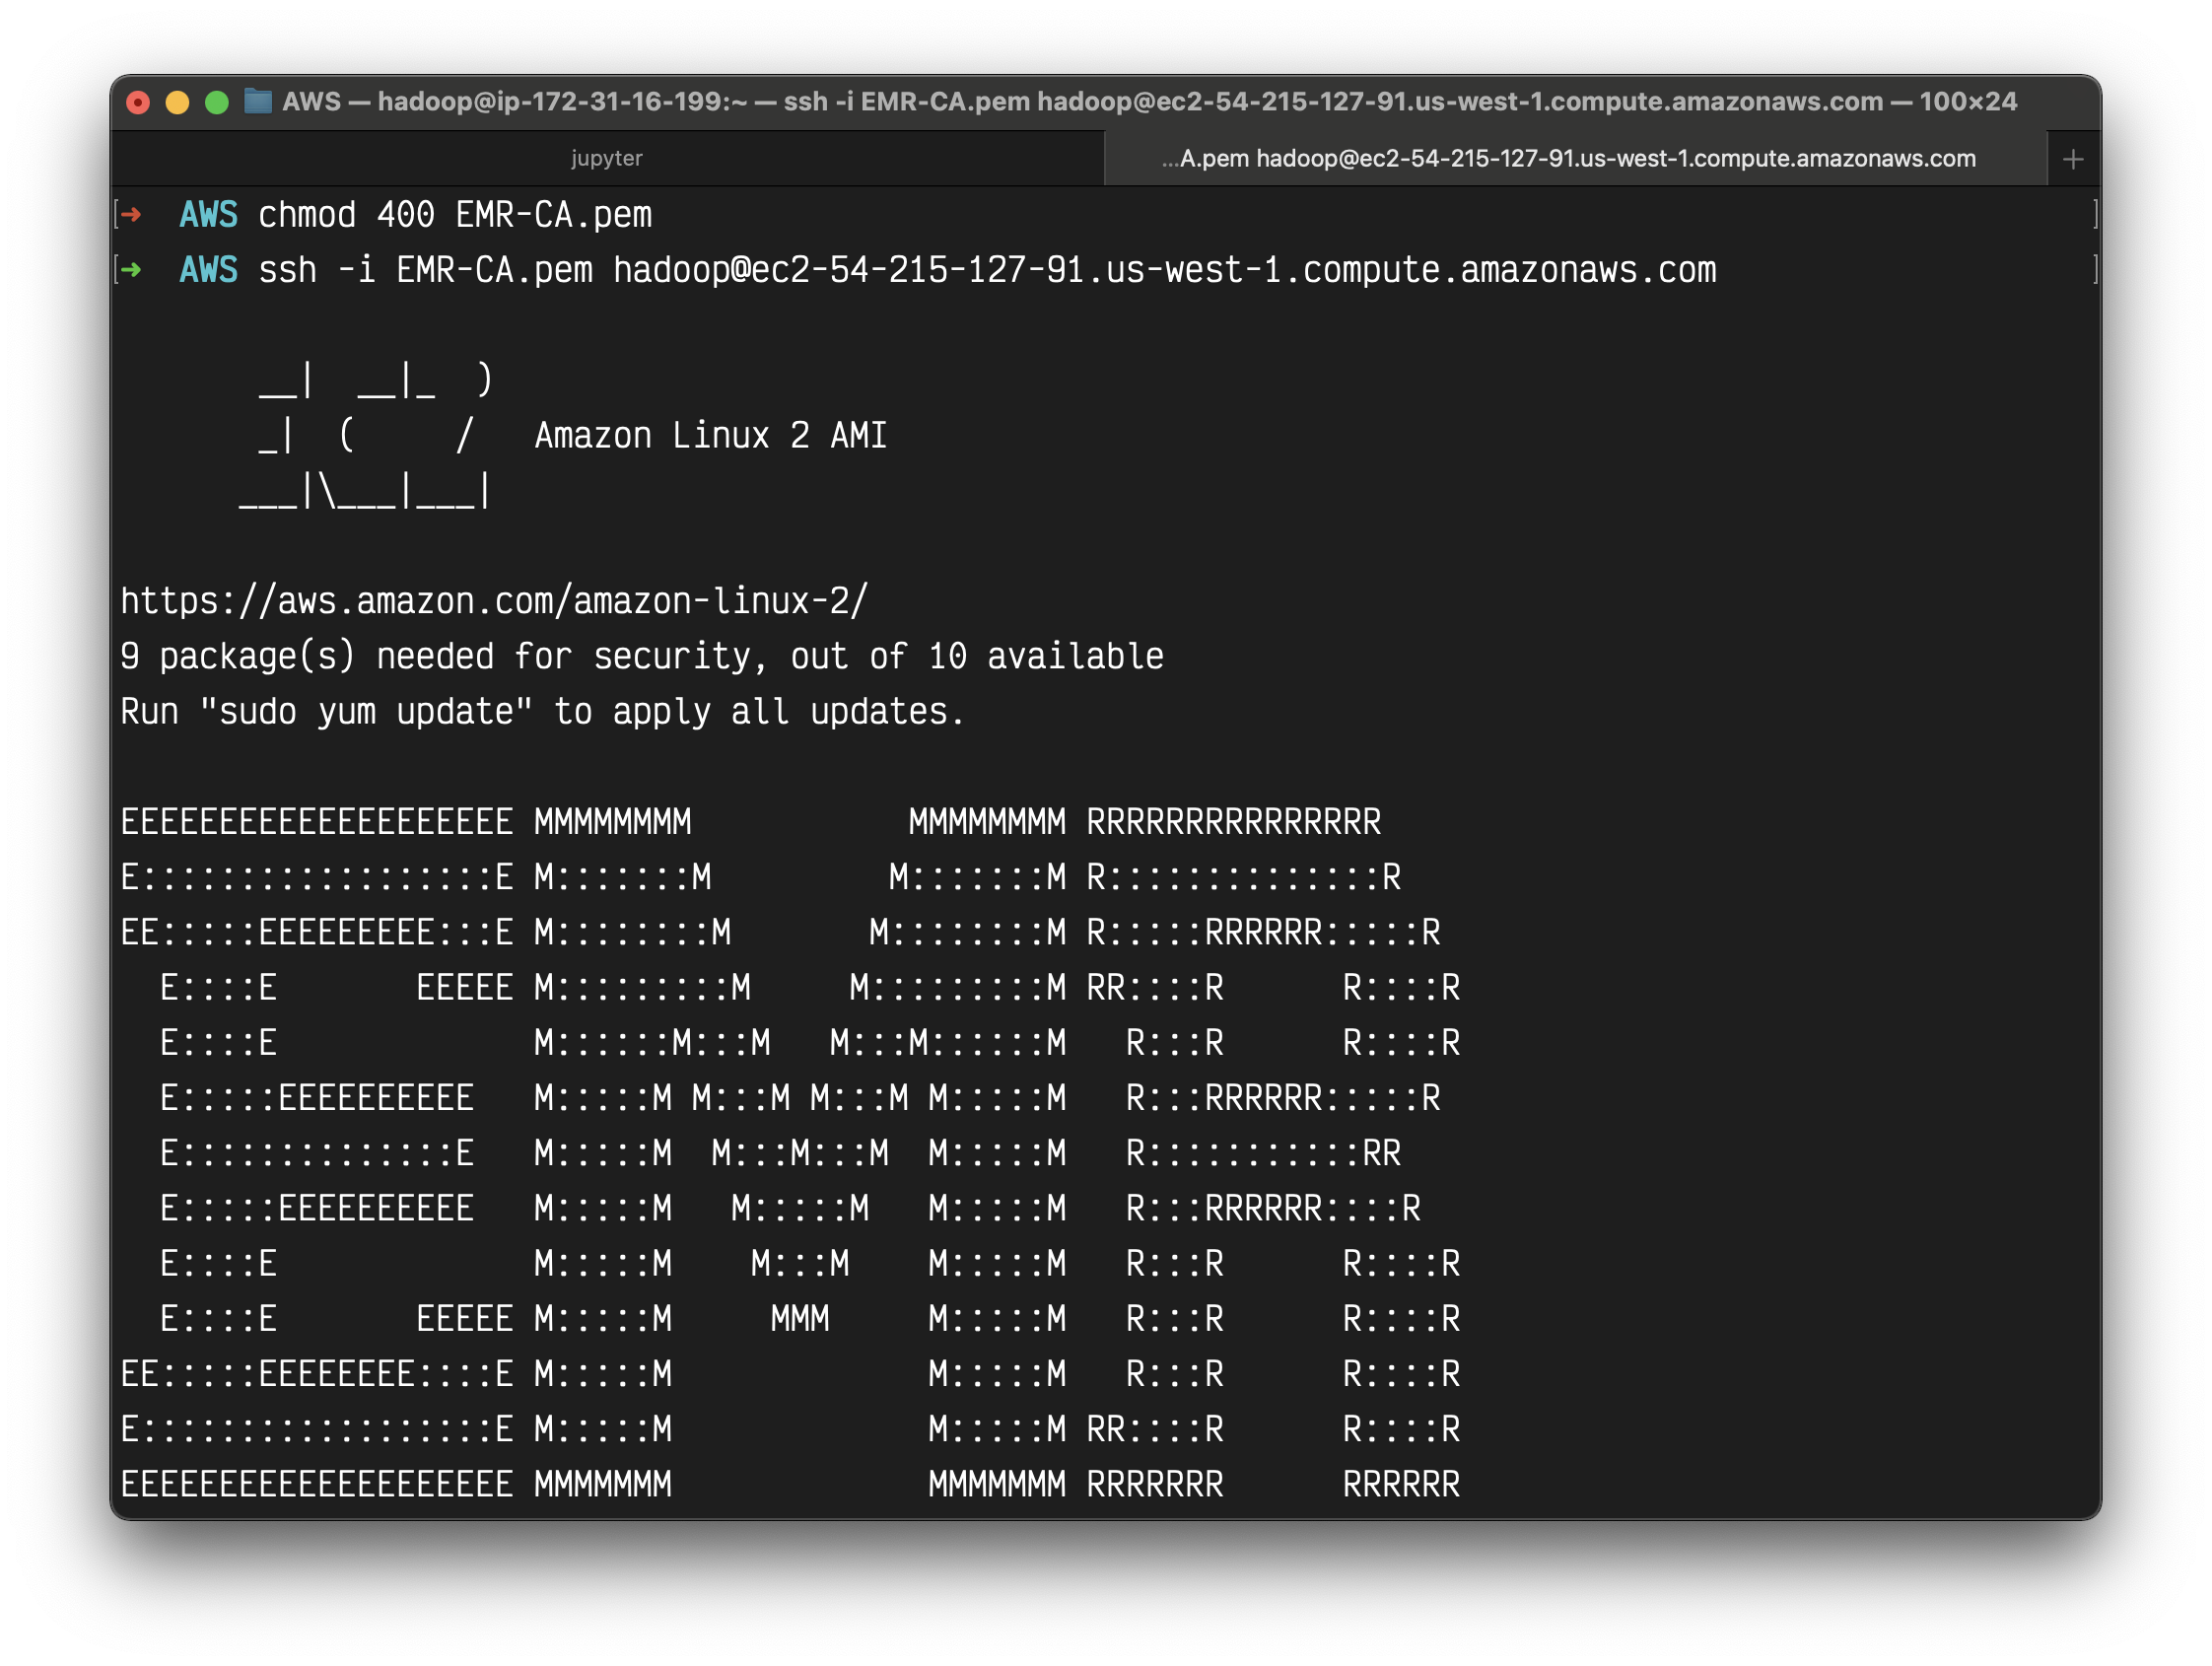 AWS — hadoop@ip-172-31-16-199:~ — ssh -i EMR-CA.pem hadoop@ec2-54-215-127-91.us-west-1.compute.amazonaws.com — 100×24
jupyter
...A.pem hadoop@ec2-54-215-127-91.us-west-1.compute.amazonaws.com
+
[➜  AWS chmod 400 EMR-CA.pem ]
[➜  AWS ssh -i EMR-CA.pem hadoop@ec2-54-215-127-91.us-west-1.compute.amazonaws.com ]
       __|  __|_  )
       _|  (     /   Amazon Linux 2 AMI
      ___|\___|___|
https://aws.amazon.com/amazon-linux-2/
9 package(s) needed for security, out of 10 available
Run "sudo yum update" to apply all updates.
EEEEEEEEEEEEEEEEEEEE MMMMMMMM           MMMMMMMM RRRRRRRRRRRRRRR
E::::::::::::::::::E M:::::::M         M:::::::M R::::::::::::::R
EE:::::EEEEEEEEE:::E M::::::::M       M::::::::M R:::::RRRRRR:::::R
  E::::E       EEEEE M:::::::::M     M:::::::::M RR::::R      R::::R
  E::::E             M::::::M:::M   M:::M::::::M   R:::R      R::::R
  E:::::EEEEEEEEEE   M:::::M M:::M M:::M M:::::M   R:::RRRRRR:::::R
  E::::::::::::::E   M:::::M  M:::M:::M  M:::::M   R:::::::::::RR
  E:::::EEEEEEEEEE   M:::::M   M:::::M   M:::::M   R:::RRRRRR::::R
  E::::E             M:::::M    M:::M    M:::::M   R:::R      R::::R
  E::::E       EEEEE M:::::M     MMM     M:::::M   R:::R      R::::R
EE:::::EEEEEEEE::::E M:::::M             M:::::M   R:::R      R::::R
E::::::::::::::::::E M:::::M             M:::::M RR::::R      R::::R
EEEEEEEEEEEEEEEEEEEE MMMMMMM             MMMMMMM RRRRRRR      RRRRRR